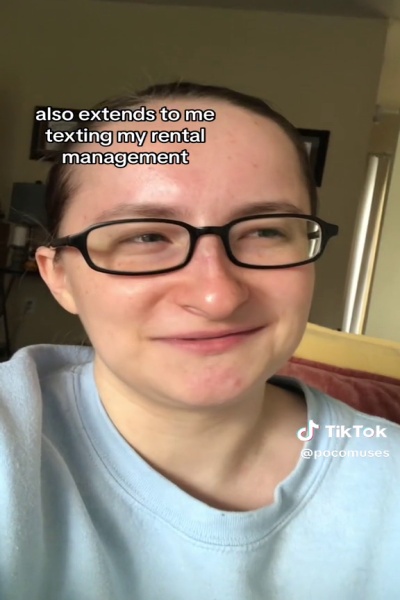 also extends to me
texting my rental
management
TikTok
@pocomuses